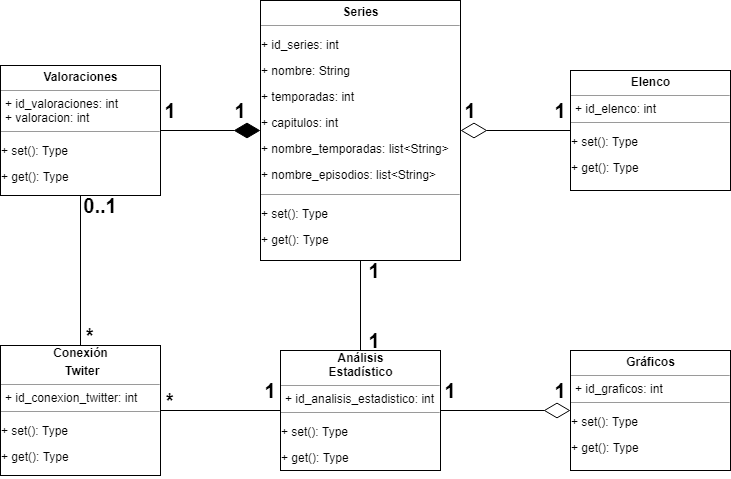 Series
+ id_series: int
+ nombre: String
+ temporadas: int
+ capitulos: int
+ nombre_temporadas: list<String>
+ nombre_episodios: list<String>
+ set(): Type
+ get(): Type
Valoraciones
+ id_valoraciones: int
+ valoracion: int
+ set(): Type
+ get(): Type
1
1
1
1
Elenco
+ id_elenco: int
+ set(): Type
+ get(): Type
0..1
*
1
1
Conexión
Twiter
+ id_conexion_twitter: int
+ set(): Type
+ get(): Type
*
1
Análisis
Estadístico
+ id_analisis_estadistico: int
+ set(): Type
+ get(): Type
1
1
Gráficos
+ id_graficos: int
+ set(): Type
+ get(): Type